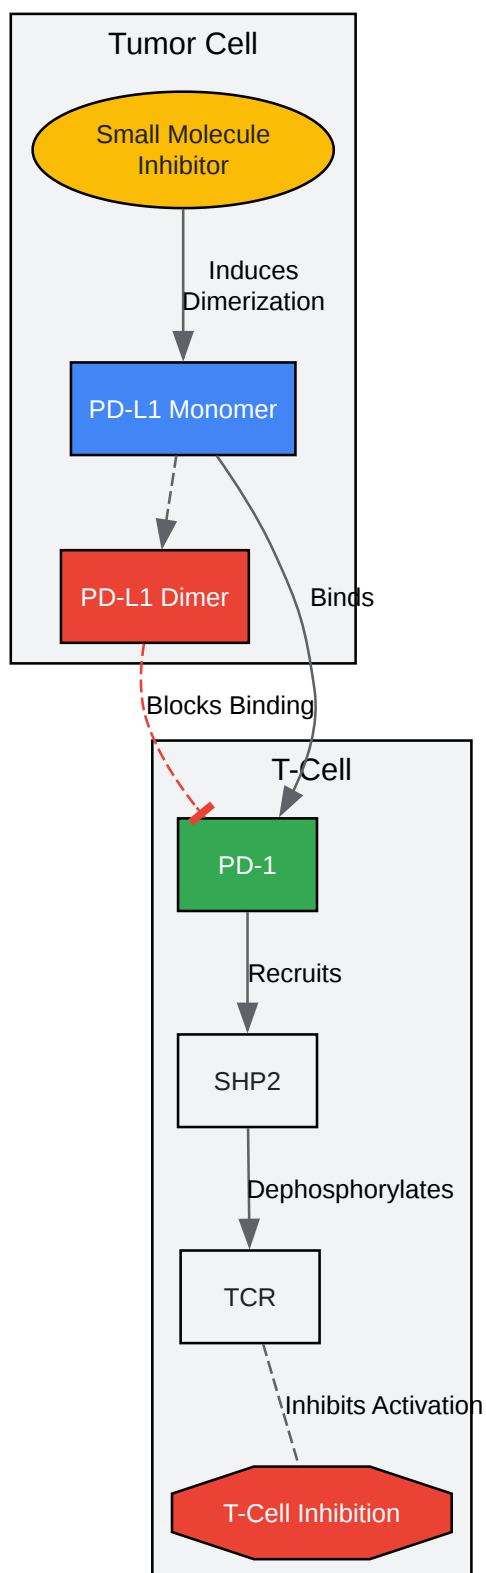 Tumor Cell
Small Molecule
Inhibitor
Induces
Dimerization
PD-L1 Monomer
PD-L1 Dimer
Binds
Blocks Binding
T-Cell
PD-1
Recruits
SHP2
Dephosphorylates
TCR
Inhibits Activation
T-Cell Inhibition